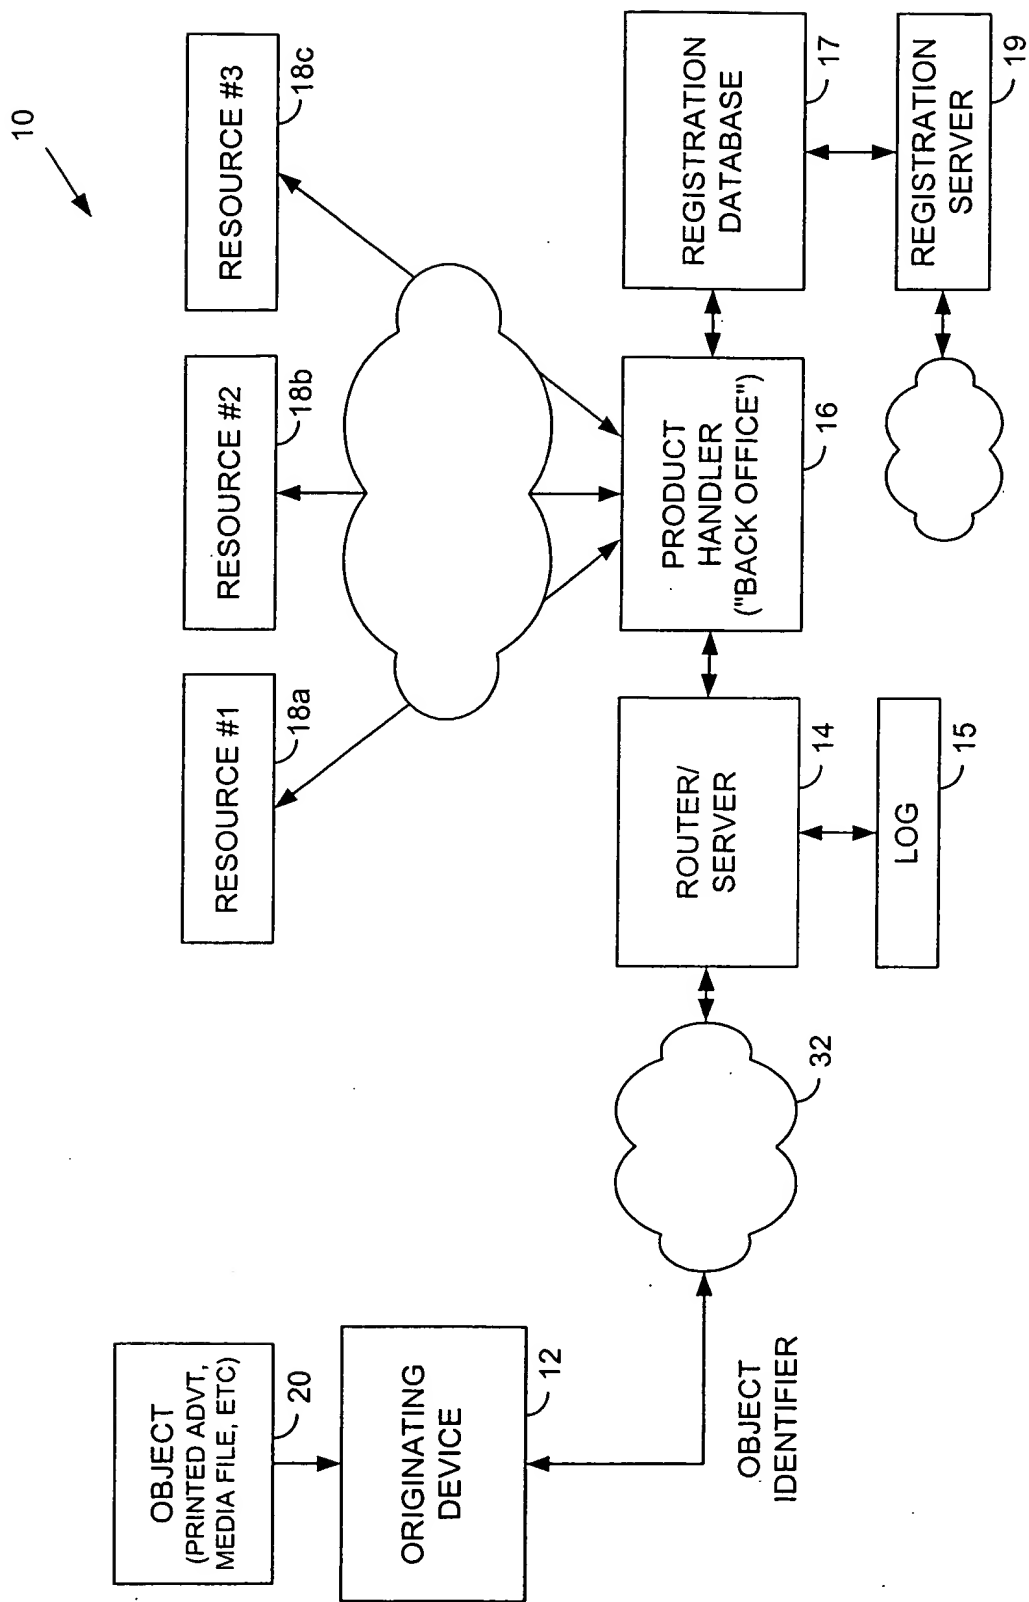 10
RESOURCE #1
18a
RESOURCE #2
18b
RESOURCE #3
18c
OBJECT
(PRINTED ADVT,
MEDIA FILE, ETC)
20
ORIGINATING
DEVICE
12
OBJECT
IDENTIFIER
32
ROUTER/
SERVER
14
LOG
15
PRODUCT
HANDLER
("BACK OFFICE")
16
REGISTRATION
DATABASE
17
REGISTRATION
SERVER
19